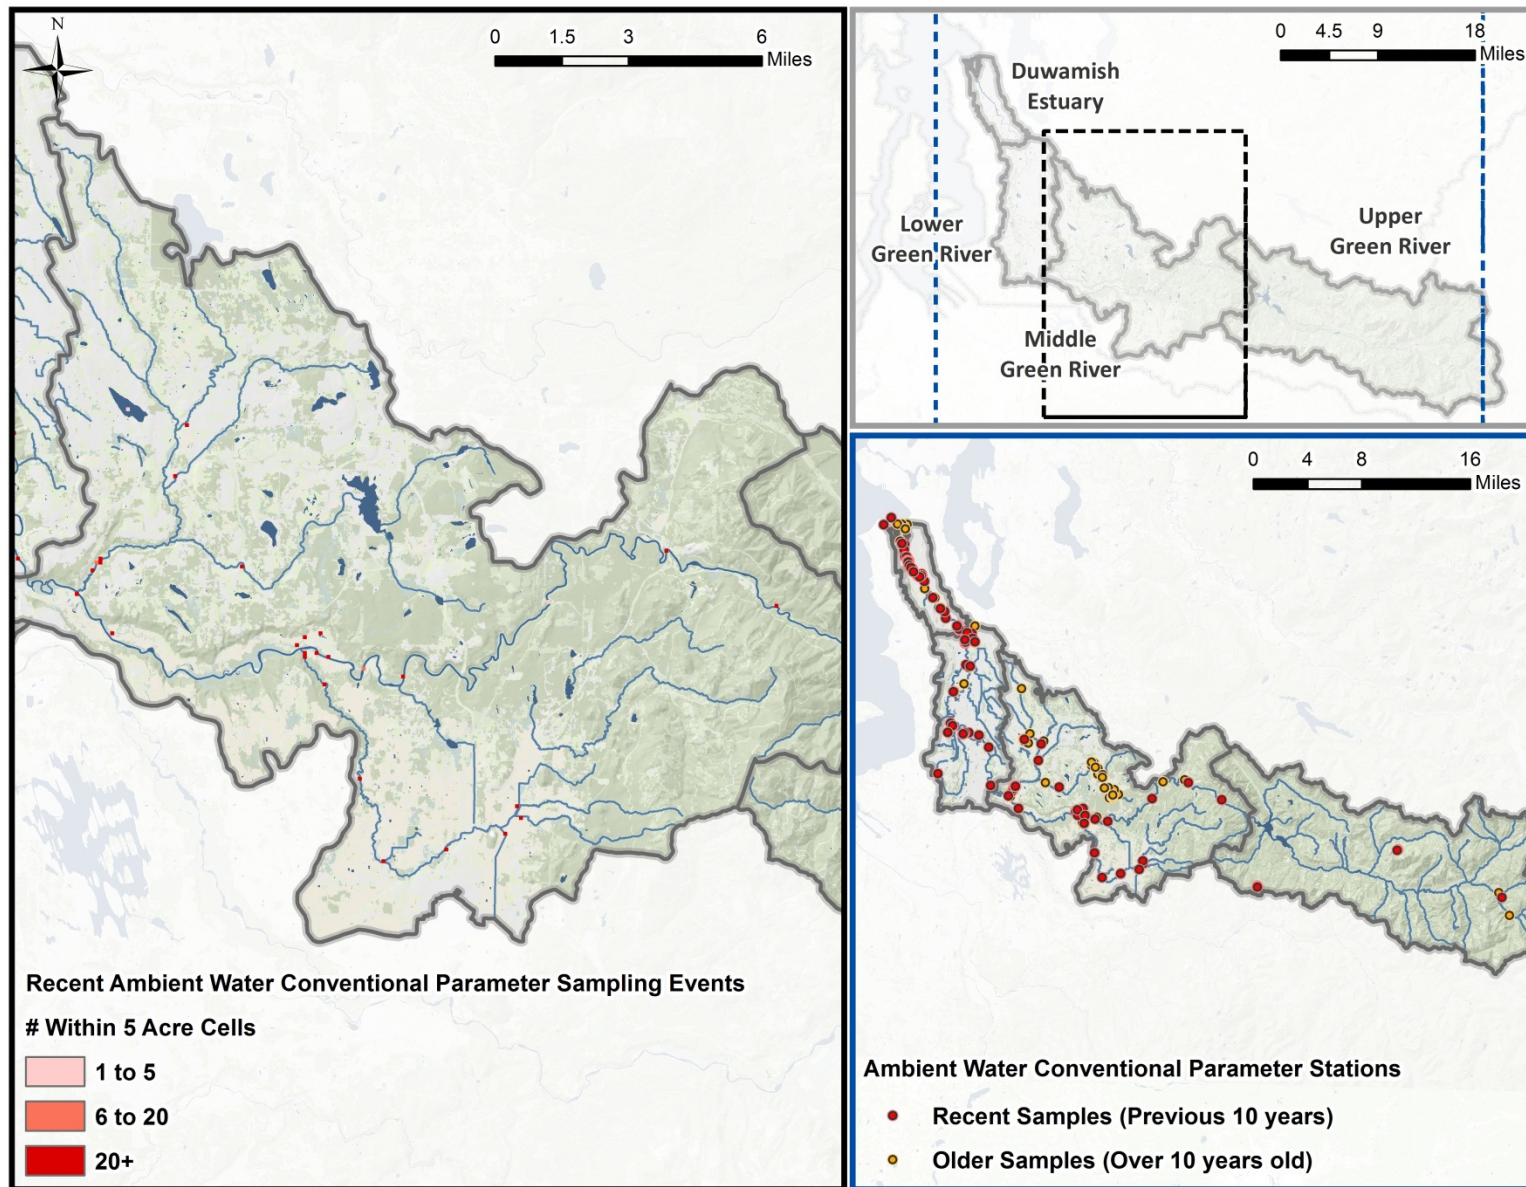 N
0 1.5 3 6
Miles
Recent Ambient Water Conventional Parameter Sampling Events
# Within 5 Acre Cells
1 to 5
6 to 20
20+
0 4.5 9 18
Miles
Duwamish
Estuary
Lower
Green River
Upper
Green River
Middle
Green River
0 4 8 16
Miles
Ambient Water Conventional Parameter Stations
Recent Samples (Previous 10 years)
Older Samples (Over 10 years old)